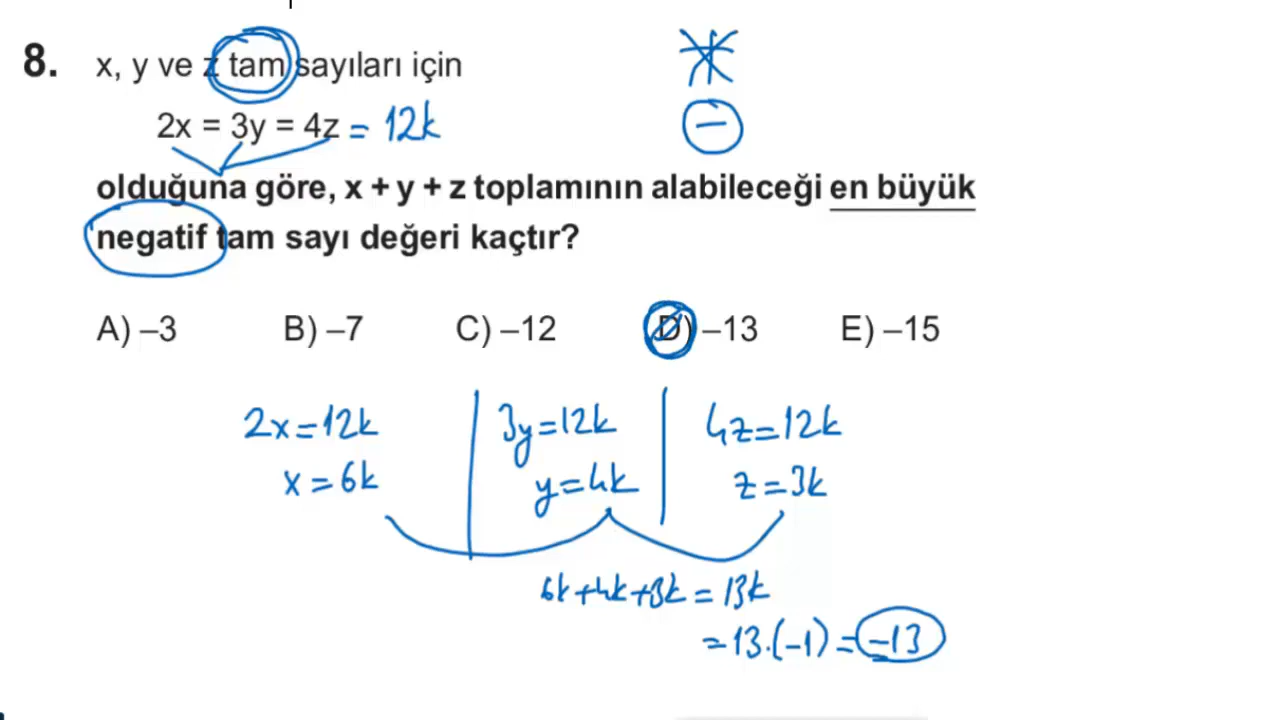 8. x, y ve z tam sayıları için
2x = 3y = 4z = 12k
olduğuna göre, x + y + z toplamının alabileceği en büyük
negatif tam sayı değeri kaçtır?
A) –3 B) –7 C) –12 D) –13 E) –15
2x=12k 3y=12k 4z=12k
x=6k y=4k z=3k
6k+4k+3k=13k
=13.(-1)=-13